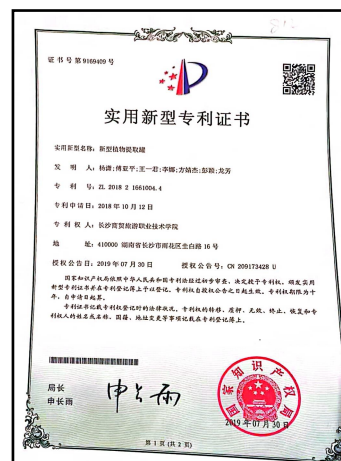 证书号第9169409号
实用新型专利证书
实用新型名称：新型植物提取罐
发 明 人：杨潇;傅亚平;王一君;李娜;方婧杰;彭颖;龙芳
专 利 号：ZL 2018 2 1661004.4
专利申请日：2018年10月12日
专 利 权 人：长沙商贸旅游职业技术学院
地 址：410000 湖南省长沙市雨花区圭白路16号
授权公告日：2019年07月30日 授权公告号：CN 209173428 U
国家知识产权局依照中华人民共和国专利法经过初步审查，决定授予专利权，颁发实用
新型专利证书并在专利登记簿上予以登记。专利权自授权公告之日起生效。专利权期限为十
年，自申请日起算。
专利证书记载专利权登记时的法律状况。专利权的转移、质押、无效、终止、恢复和专
利权人的姓名或名称、国籍、地址变更等事项记载在专利登记簿上。
局长
申长雨
申长雨
国家知识产权局
2019年07月30日
第 1 页（共 2 页）